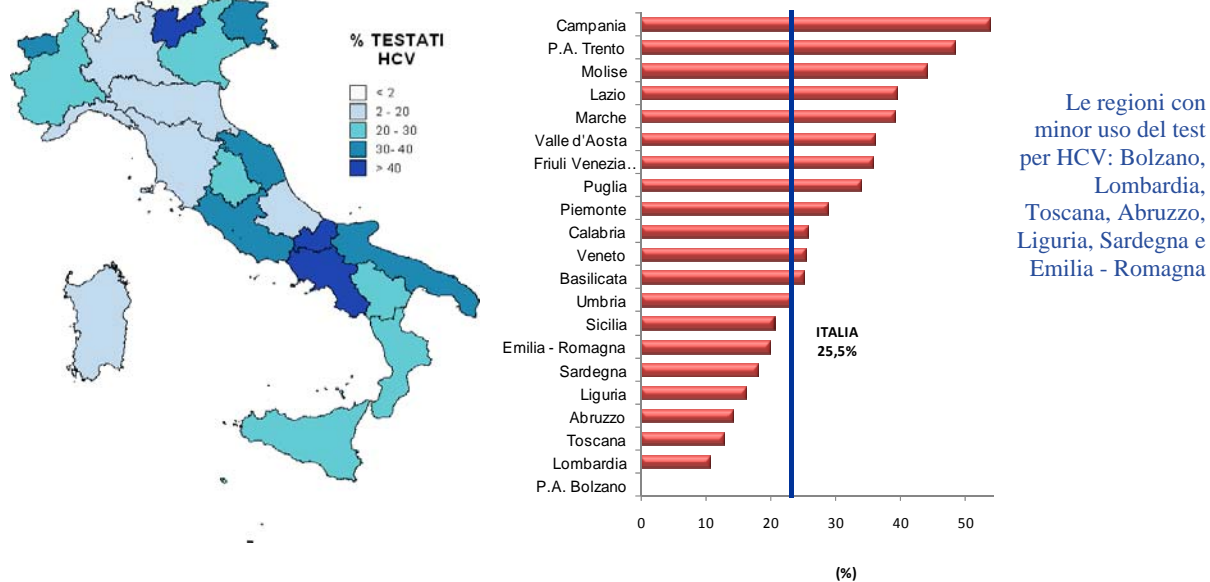 % TESTATI
HCV
< 2
2 - 20
20 - 30
30- 40
> 40
Campania
P.A. Trento
Molise
Lazio
Marche
Valle d'Aosta
Friuli Venezia..
Puglia
Piemonte
Calabria
Veneto
Basilicata
Umbria
Sicilia
Emilia - Romagna
Sardegna
Liguria
Abruzzo
Toscana
Lombardia
P.A. Bolzano
ITALIA
25,5%
0 10 20 30 40 50
(%)
Le regioni con
minor uso del test
per HCV: Bolzano,
Lombardia,
Toscana, Abruzzo,
Liguria, Sardegna e
Emilia - Romagna